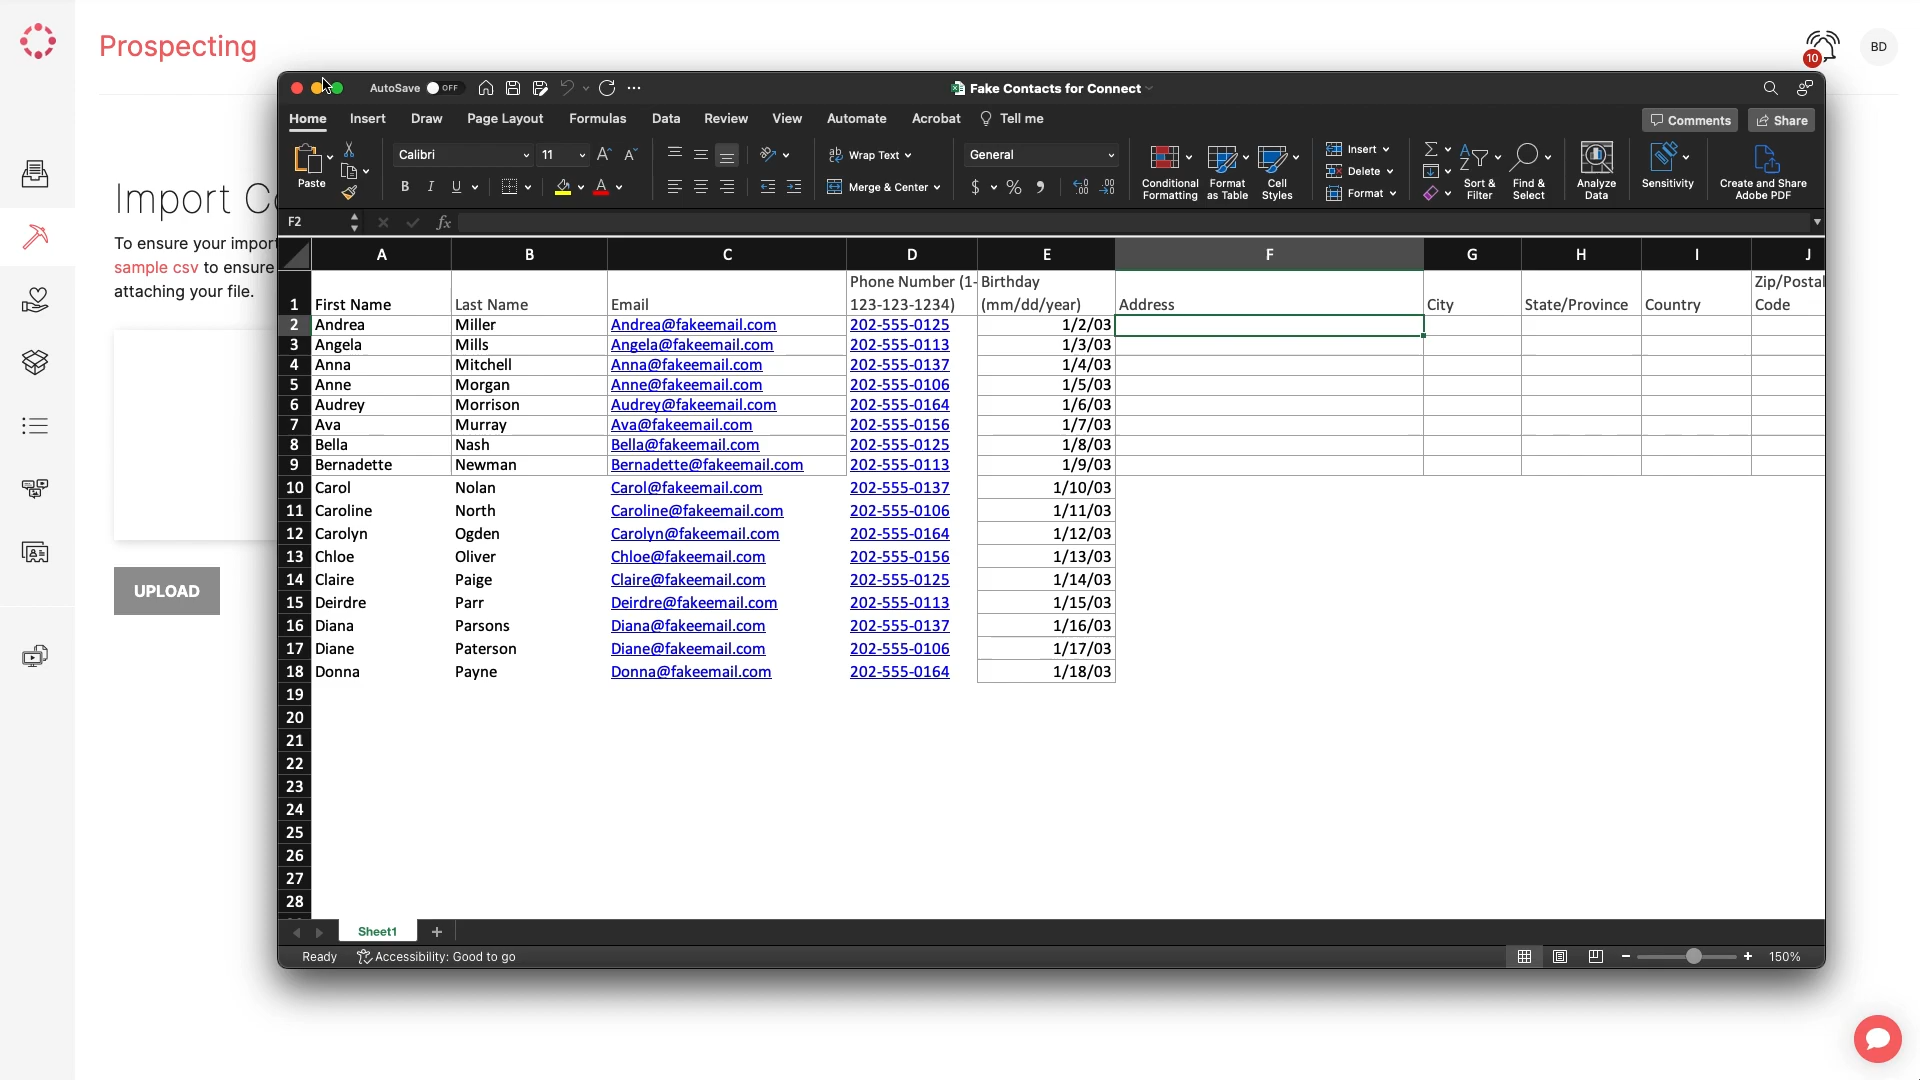 Prospecting
10
BD
Import C
To ensure your import
sample csv to ensure
attaching your file.
UPLOAD
AutoSave OFF
Fake Contacts for Connect
Home Insert Draw Page Layout Formulas Data Review View Automate Acrobat Tell me
Comments Share
Paste
Calibri 11
B I U
Wrap Text
Merge & Center
General
$ % ,
Conditional Formatting
Format as Table
Cell Styles
Insert
Delete
Format
Sort & Filter
Find & Select
Analyze Data
Sensitivity
Create and Share Adobe PDF
F2 fx
A B C D E F G H I J
1 First Name Last Name Email Phone Number (1-123-123-1234) Birthday (mm/dd/year) Address City State/Province Country Zip/Postal Code
2 Andrea Miller Andrea@fakeemail.com 202-555-0125 1/2/03
3 Angela Mills Angela@fakeemail.com 202-555-0113 1/3/03
4 Anna Mitchell Anna@fakeemail.com 202-555-0137 1/4/03
5 Anne Morgan Anne@fakeemail.com 202-555-0106 1/5/03
6 Audrey Morrison Audrey@fakeemail.com 202-555-0164 1/6/03
7 Ava Murray Ava@fakeemail.com 202-555-0156 1/7/03
8 Bella Nash Bella@fakeemail.com 202-555-0125 1/8/03
9 Bernadette Newman Bernadette@fakeemail.com 202-555-0113 1/9/03
10 Carol Nolan Carol@fakeemail.com 202-555-0137 1/10/03
11 Caroline North Caroline@fakeemail.com 202-555-0106 1/11/03
12 Carolyn Ogden Carolyn@fakeemail.com 202-555-0164 1/12/03
13 Chloe Oliver Chloe@fakeemail.com 202-555-0156 1/13/03
14 Claire Paige Claire@fakeemail.com 202-555-0125 1/14/03
15 Deirdre Parr Deirdre@fakeemail.com 202-555-0113 1/15/03
16 Diana Parsons Diana@fakeemail.com 202-555-0137 1/16/03
17 Diane Paterson Diane@fakeemail.com 202-555-0106 1/17/03
18 Donna Payne Donna@fakeemail.com 202-555-0164 1/18/03
19
20
21
22
23
24
25
26
27
28
Sheet1 +
Ready Accessibility: Good to go
150%